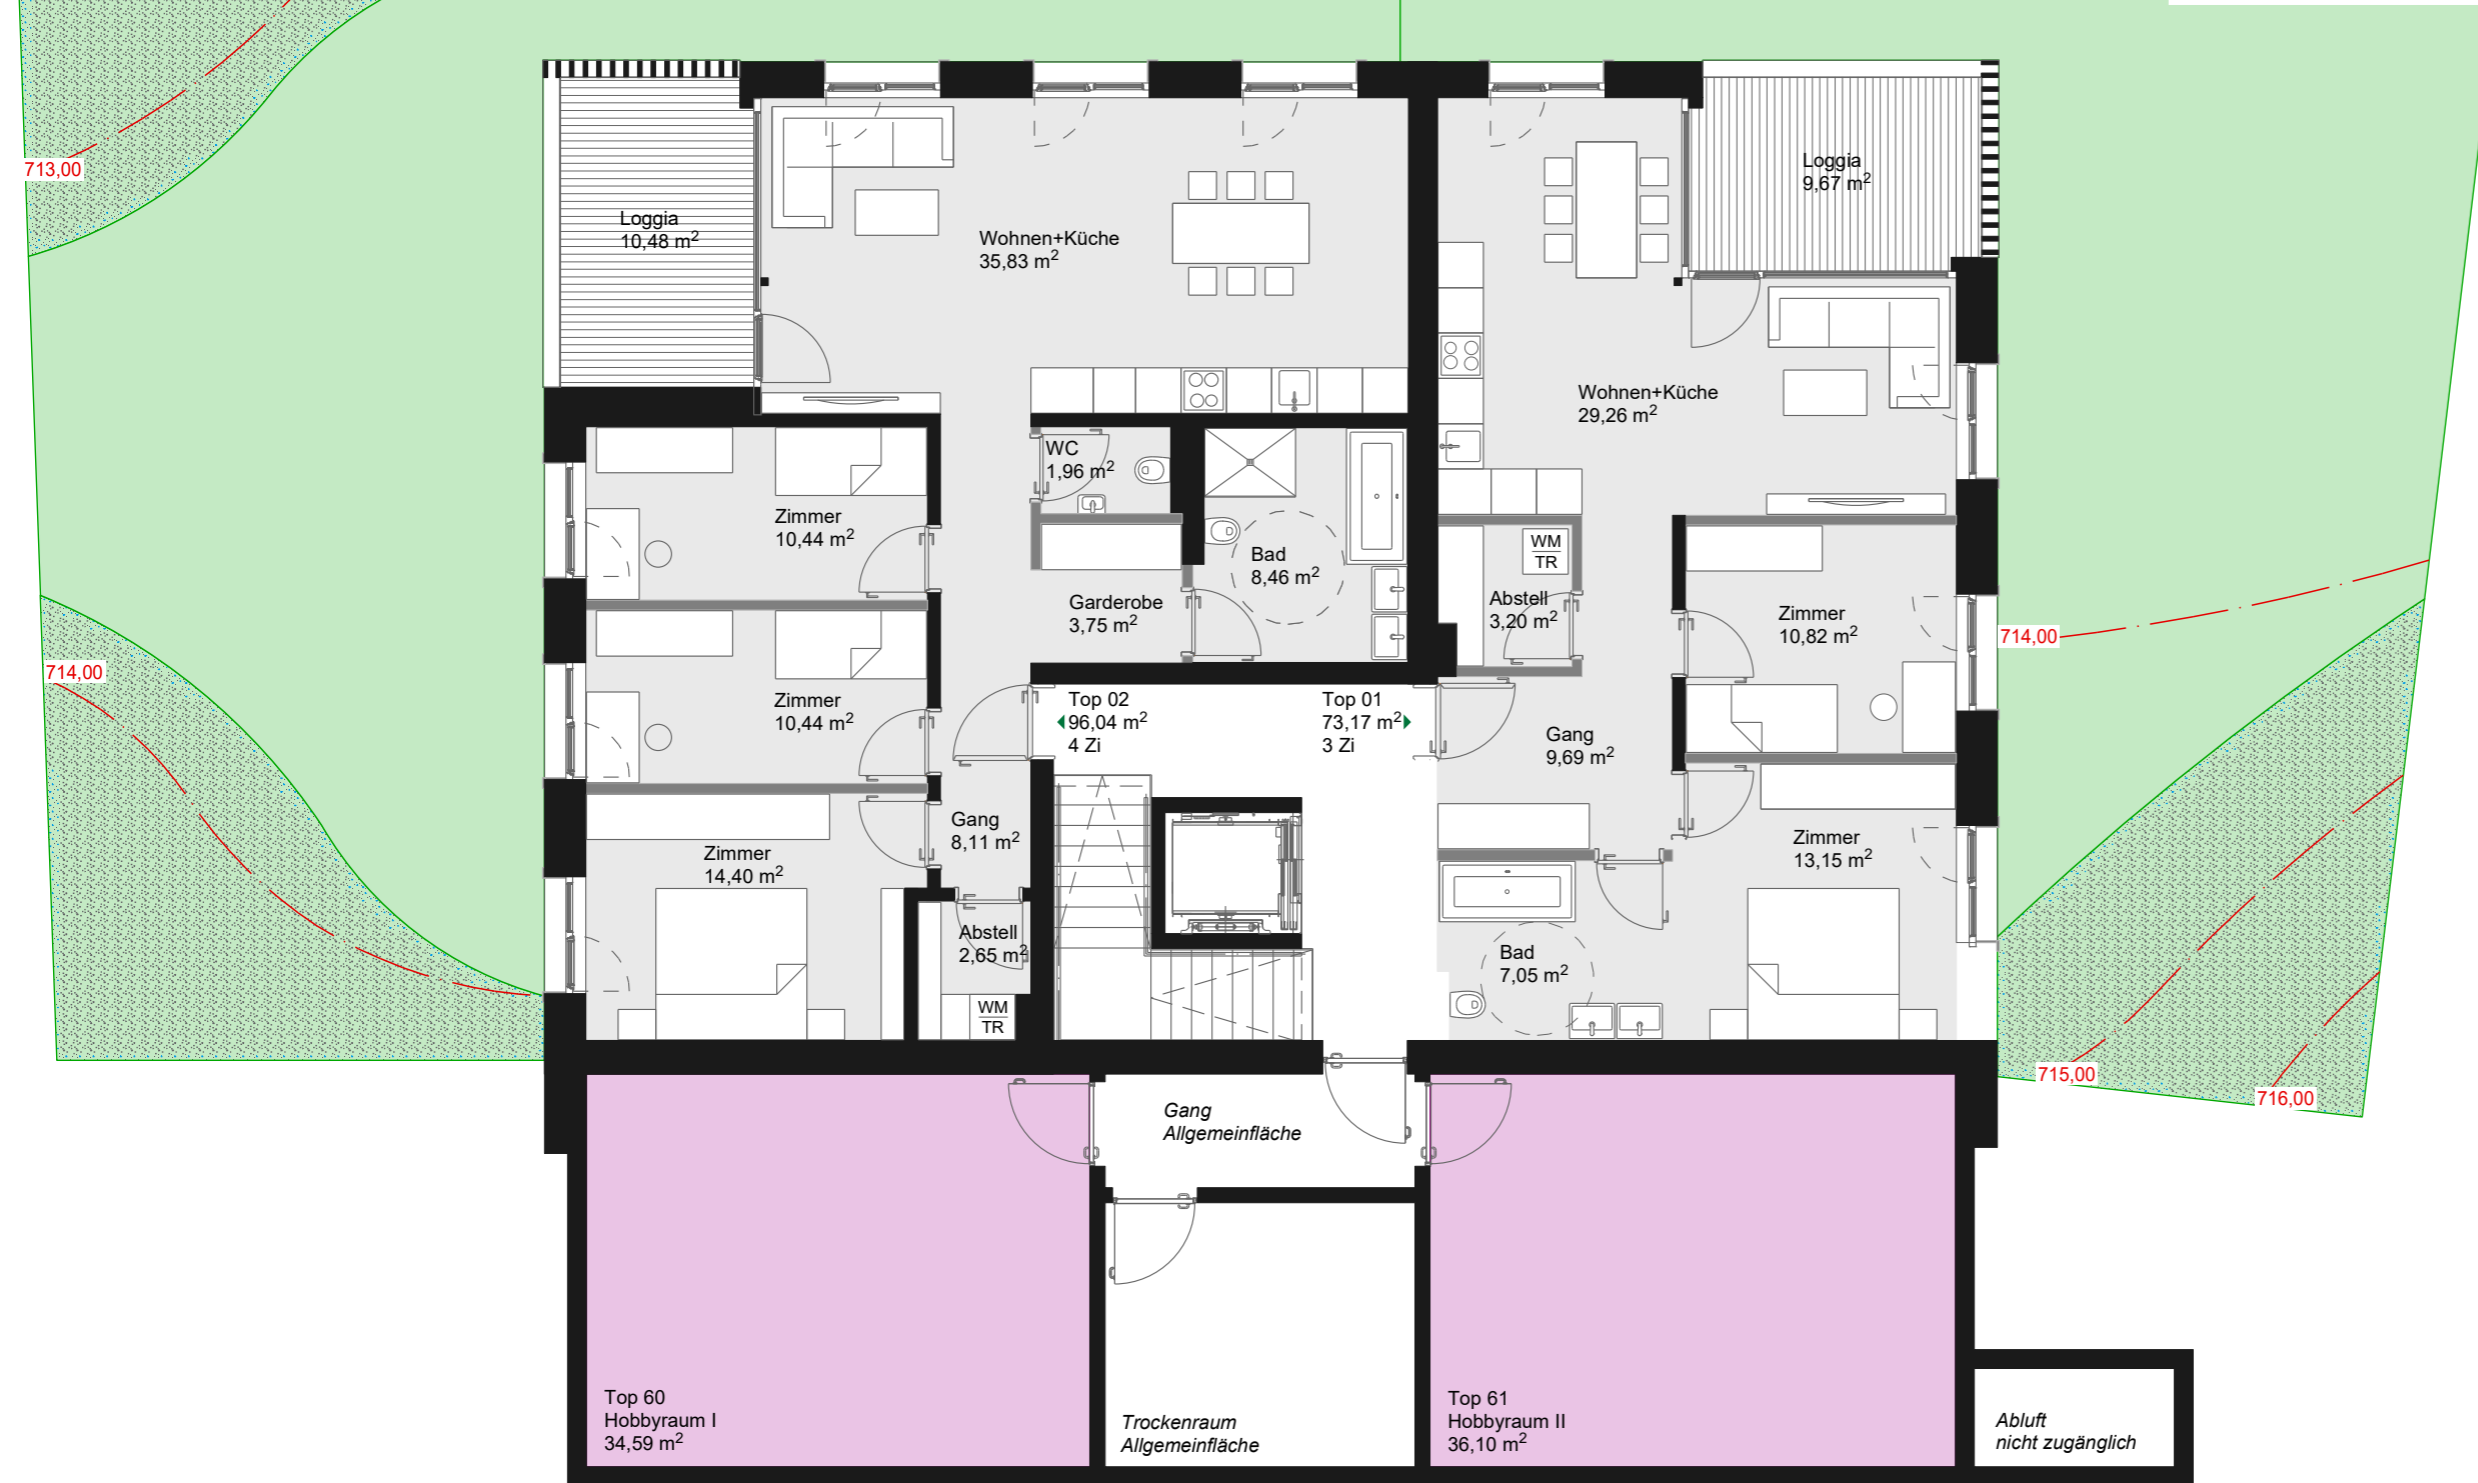 713,00
Loggia
10,48 m²
Wohnen+Küche
35,83 m²
Loggia
9,67 m²
Wohnen+Küche
29,26 m²
WC
1,96 m²
Zimmer
10,44 m²
Bad
8,46 m²
Garderobe
3,75 m²
WM
TR
Abstell
3,20 m²
Zimmer
10,82 m²
714,00
714,00
Zimmer
10,44 m²
Top 02
96,04 m²
4 Zi
Top 01
73,17 m²
3 Zi
Gang
9,69 m²
Gang
8,11 m²
Zimmer
14,40 m²
Zimmer
13,15 m²
Abstell
2,65 m²
WM
TR
Bad
7,05 m²
715,00
716,00
Gang
Allgemeinfläche
Top 60
Hobbyraum I
34,59 m²
Trockenraum
Allgemeinfläche
Top 61
Hobbyraum II
36,10 m²
Abluft
nicht zugänglich